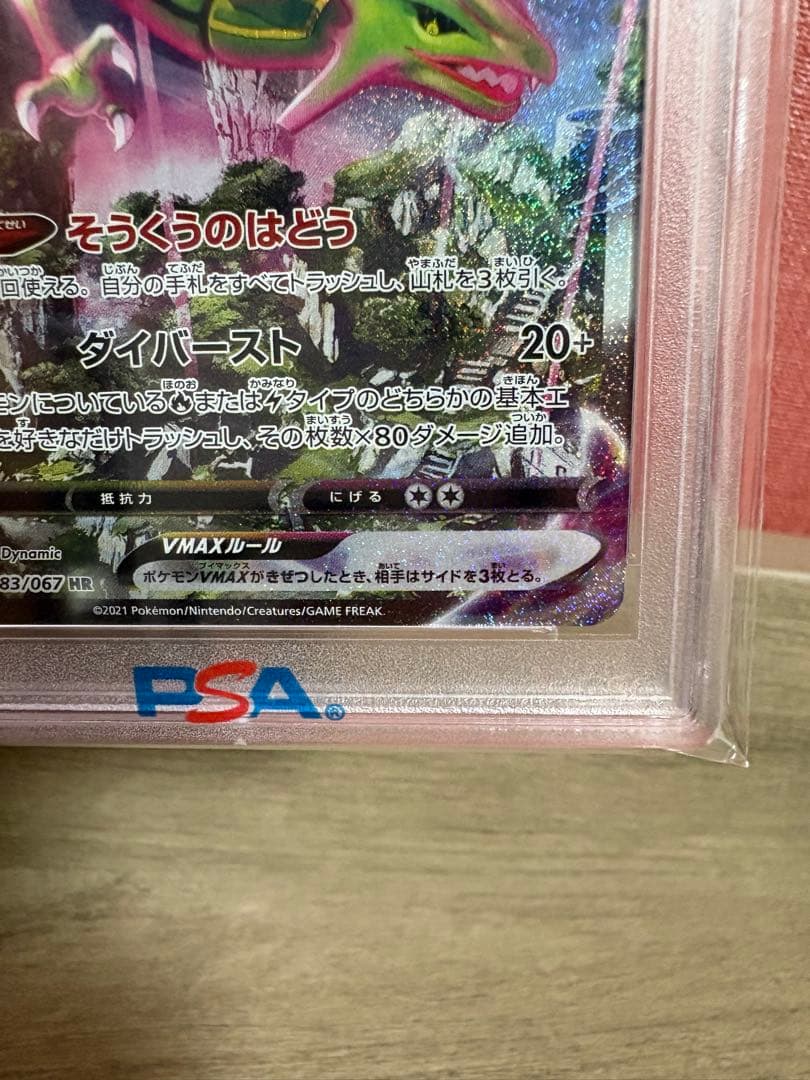 そうくうのはどう
回使える。自分の手札をすべてトラッシュし、山札を3枚引く。
ダイバースト 20+
モンについているまたはタイプのどちらかの基本エ
を好きなだけトラッシュし、その枚数×80ダメージ追加。
抵抗力 にげる
Dynamic
VMAXルール
83/067 HR
ポケモンVMAXがきぜつしたとき、相手はサイドを3枚とる。
©2021 Pokémon/Nintendo/Creatures/GAME FREAK.
PSA®